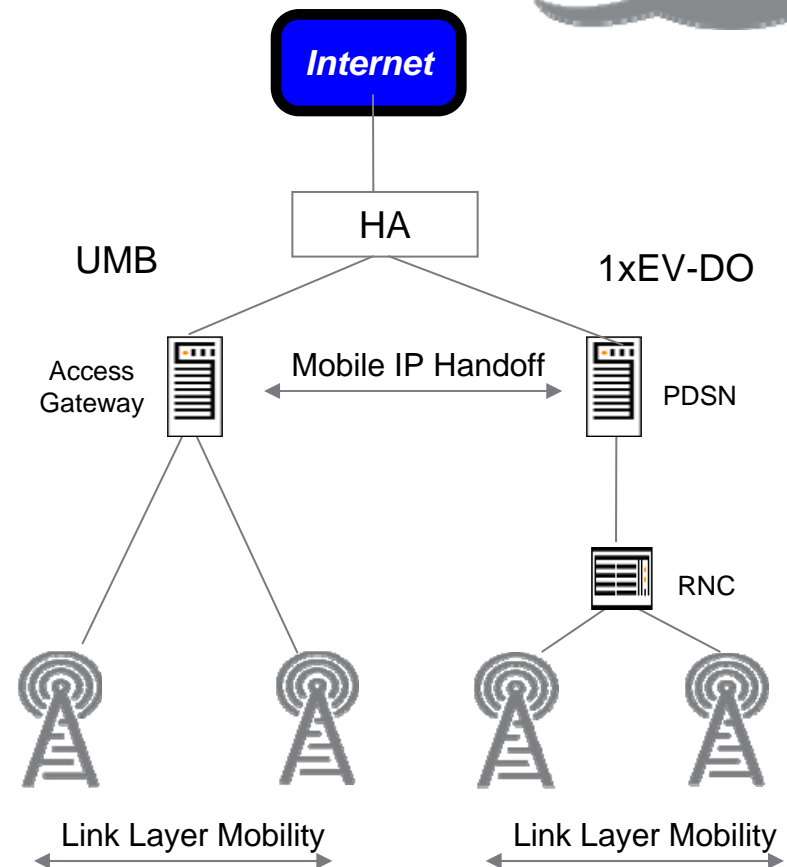 Internet
HA
UMB
1xEV-DO
Access
Gateway
Mobile IP Handoff
PDSN
RNC
Link Layer Mobility
Link Layer Mobility